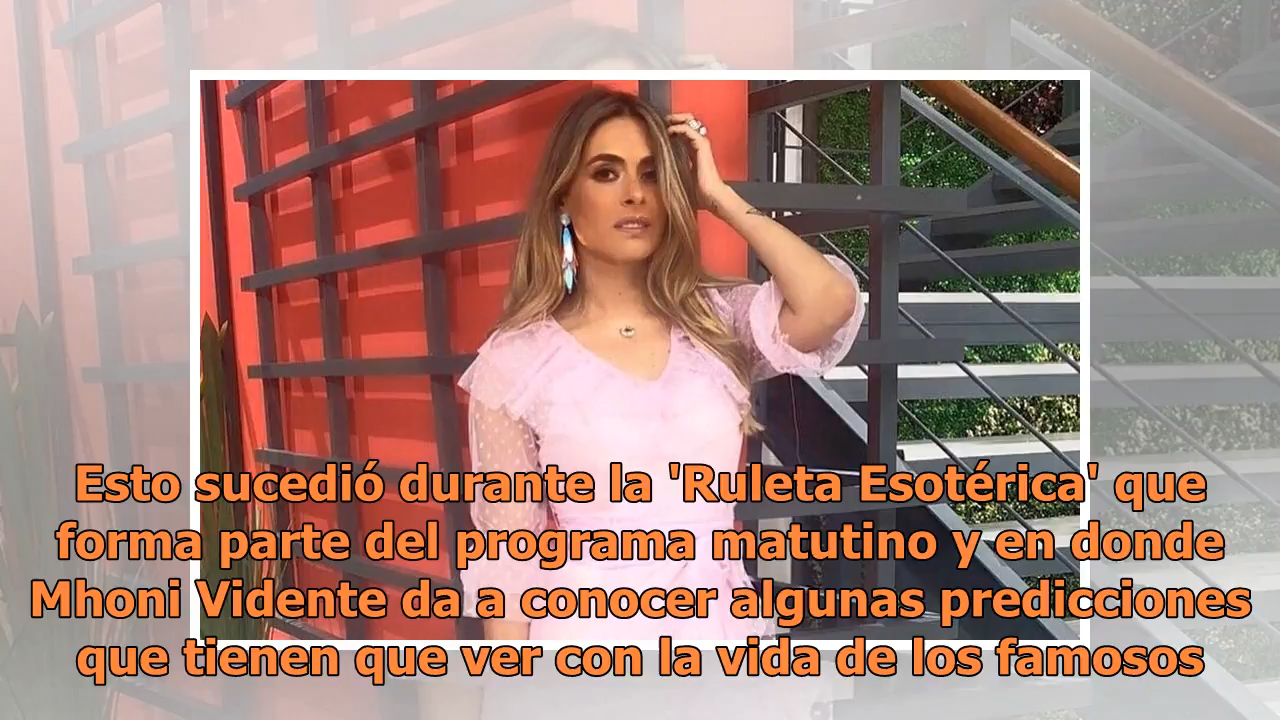 Esto sucedió durante la 'Ruleta Esotérica' que
forma parte del programa matutino y en donde
Mhoni Vidente da a conocer algunas predicciones
que tienen que ver con la vida de los famosos